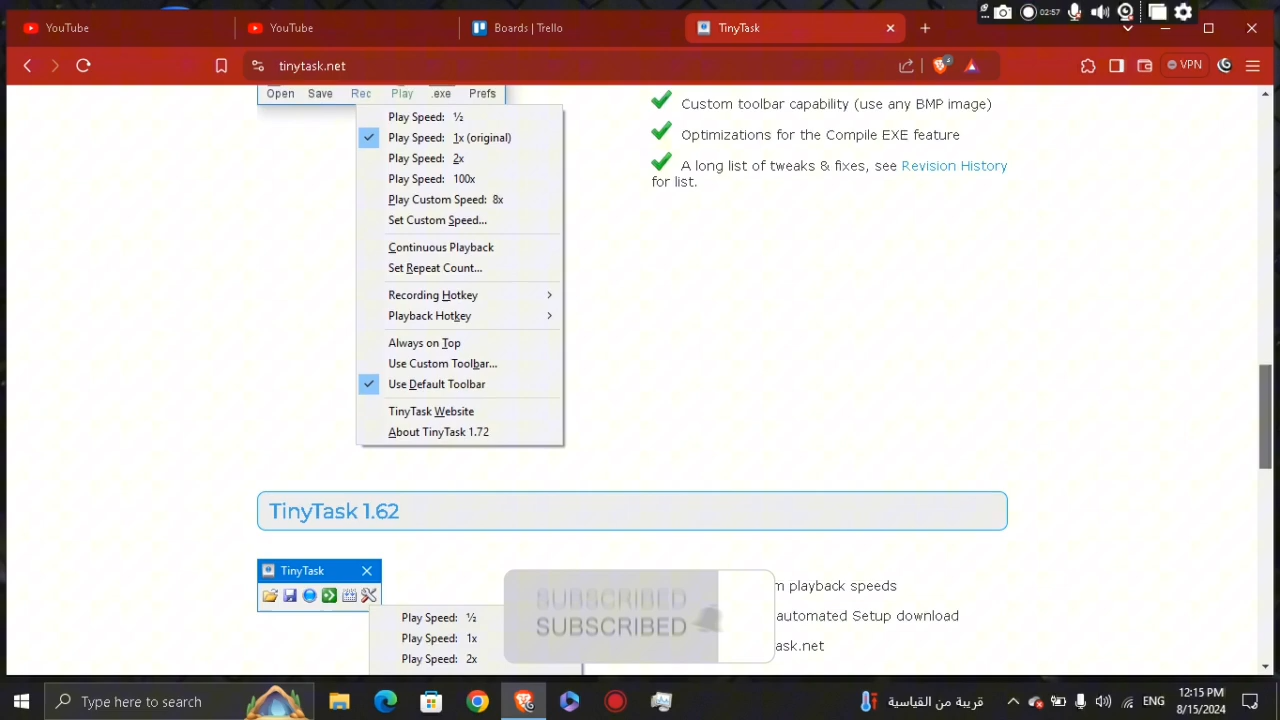 02:57
YouTube
YouTube
Boards | Trello
TinyTask
tinytask.net
VPN
Open Save Rec Play .exe Prefs
Play Speed: ½
Play Speed: 1x (original)
Play Speed: 2x
Play Speed: 100x
Play Custom Speed: 8x
Set Custom Speed...
Continuous Playback
Set Repeat Count...
Recording Hotkey
Playback Hotkey
Always on Top
Use Custom Toolbar...
Use Default Toolbar
TinyTask Website
About TinyTask 1.72
Custom toolbar capability (use any BMP image)
Optimizations for the Compile EXE feature
A long list of tweaks & fixes, see Revision History
for list.
TinyTask 1.62
TinyTask
Play Speed: ½
Play Speed: 1x
Play Speed: 2x
playback speeds
automated Setup download
ask.net
SUBSCRIBED
SUBSCRIBED
Type here to search
قريبة من القياسية
ENG
12:15 PM
8/15/2024